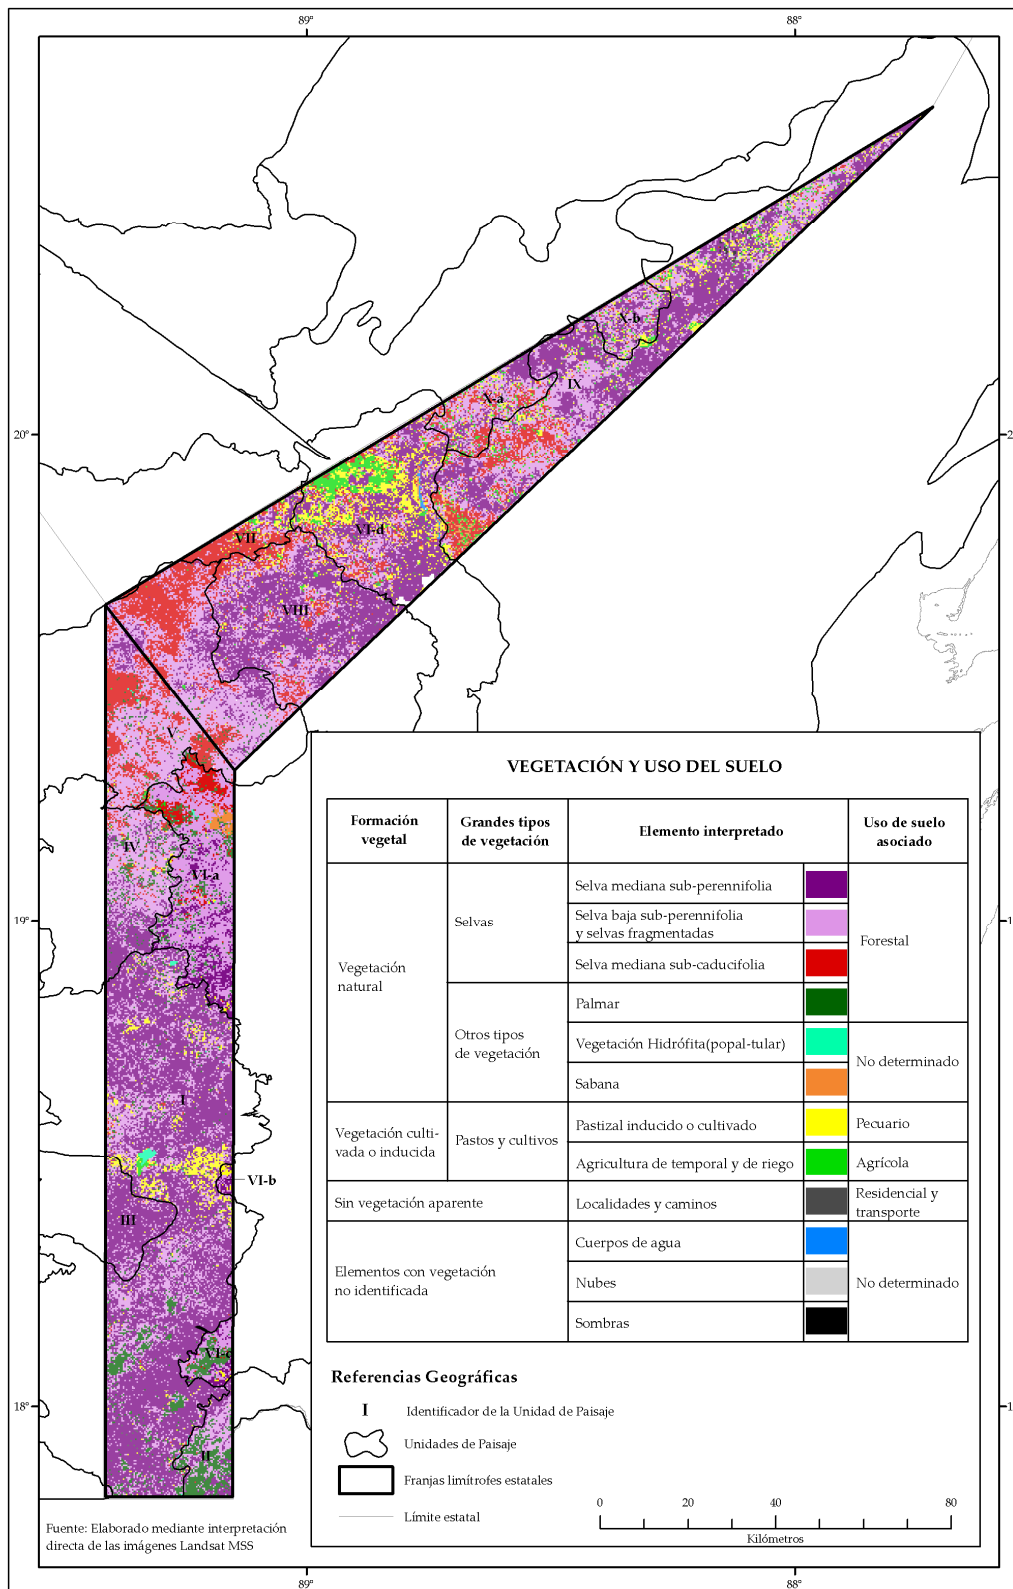 89°
88°
X-b
IX
X-a
20°
2
VI-d
VII
VIII
V
IV
VI-a
19°
1
I
VI-b
III
VI-c
18°
1
II
VEGETACIÓN Y USO DEL SUELO
Formación vegetal
Grandes tipos de vegetación
Elemento interpretado
Uso de suelo asociado
Vegetación natural
Selvas
Selva mediana sub-perennifolia
Selva baja sub-perennifolia
y selvas fragmentadas
Selva mediana sub-caducifolia
Forestal
Otros tipos
de vegetación
Palmar
Vegetación Hidrófita(popal-tular)
Sabana
No determinado
Vegetación culti-
vada o inducida
Pastos y cultivos
Pastizal inducido o cultivado
Pecuario
Agricultura de temporal y de riego
Agrícola
Sin vegetación aparente
Localidades y caminos
Residencial y
transporte
Elementos con vegetación
no identificada
Cuerpos de agua
Nubes
Sombras
No determinado
Referencias Geográficas
I Identificador de la Unidad de Paisaje
Unidades de Paisaje
Franjas limítrofes estatales
Límite estatal
0 20 40 80
Kilómetros
Fuente: Elaborado mediante interpretación
directa de las imágenes Landsat MSS
89°
88°